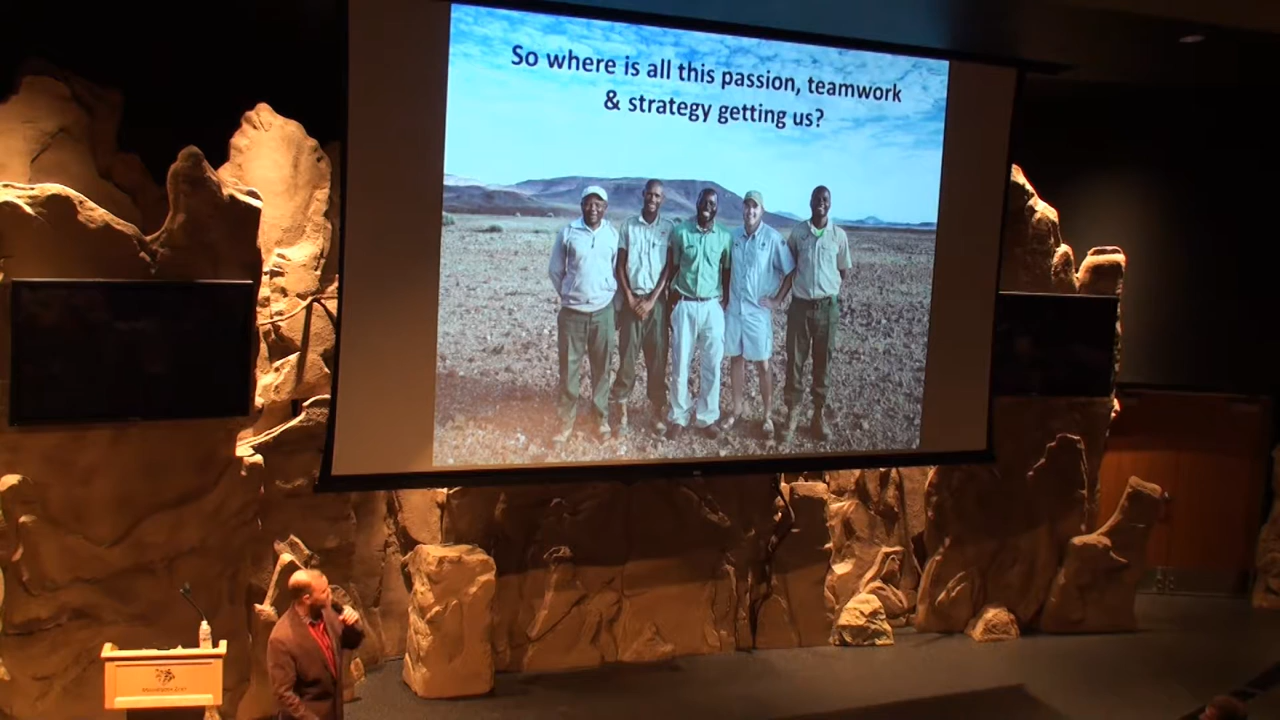 So where is all this passion, teamwork
& strategy getting us?